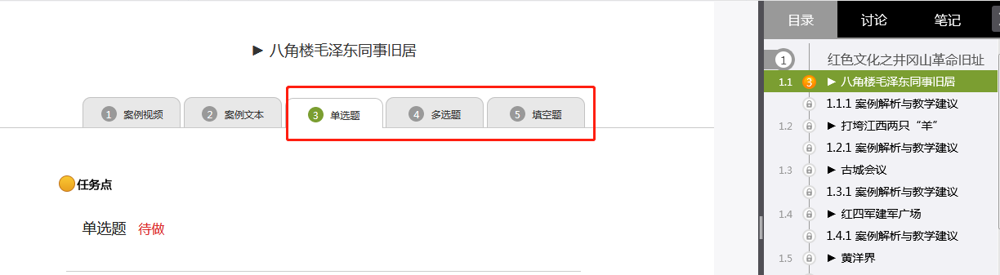 ► 八角楼毛泽东同事旧居
1 案例视频 2 案例文本 3 单选题 4 多选题 5 填空题
任务点
单选题 待做
目录 讨论 笔记
1 红色文化之井冈山革命旧址
1.1 3 ► 八角楼毛泽东同事旧居
1.1.1 案例解析与教学建议
1.2 ► 打垮江西两只“羊”
1.2.1 案例解析与教学建议
1.3 ► 古城会议
1.3.1 案例解析与教学建议
1.4 ► 红四军建军广场
1.4.1 案例解析与教学建议
1.5 ► 黄洋界